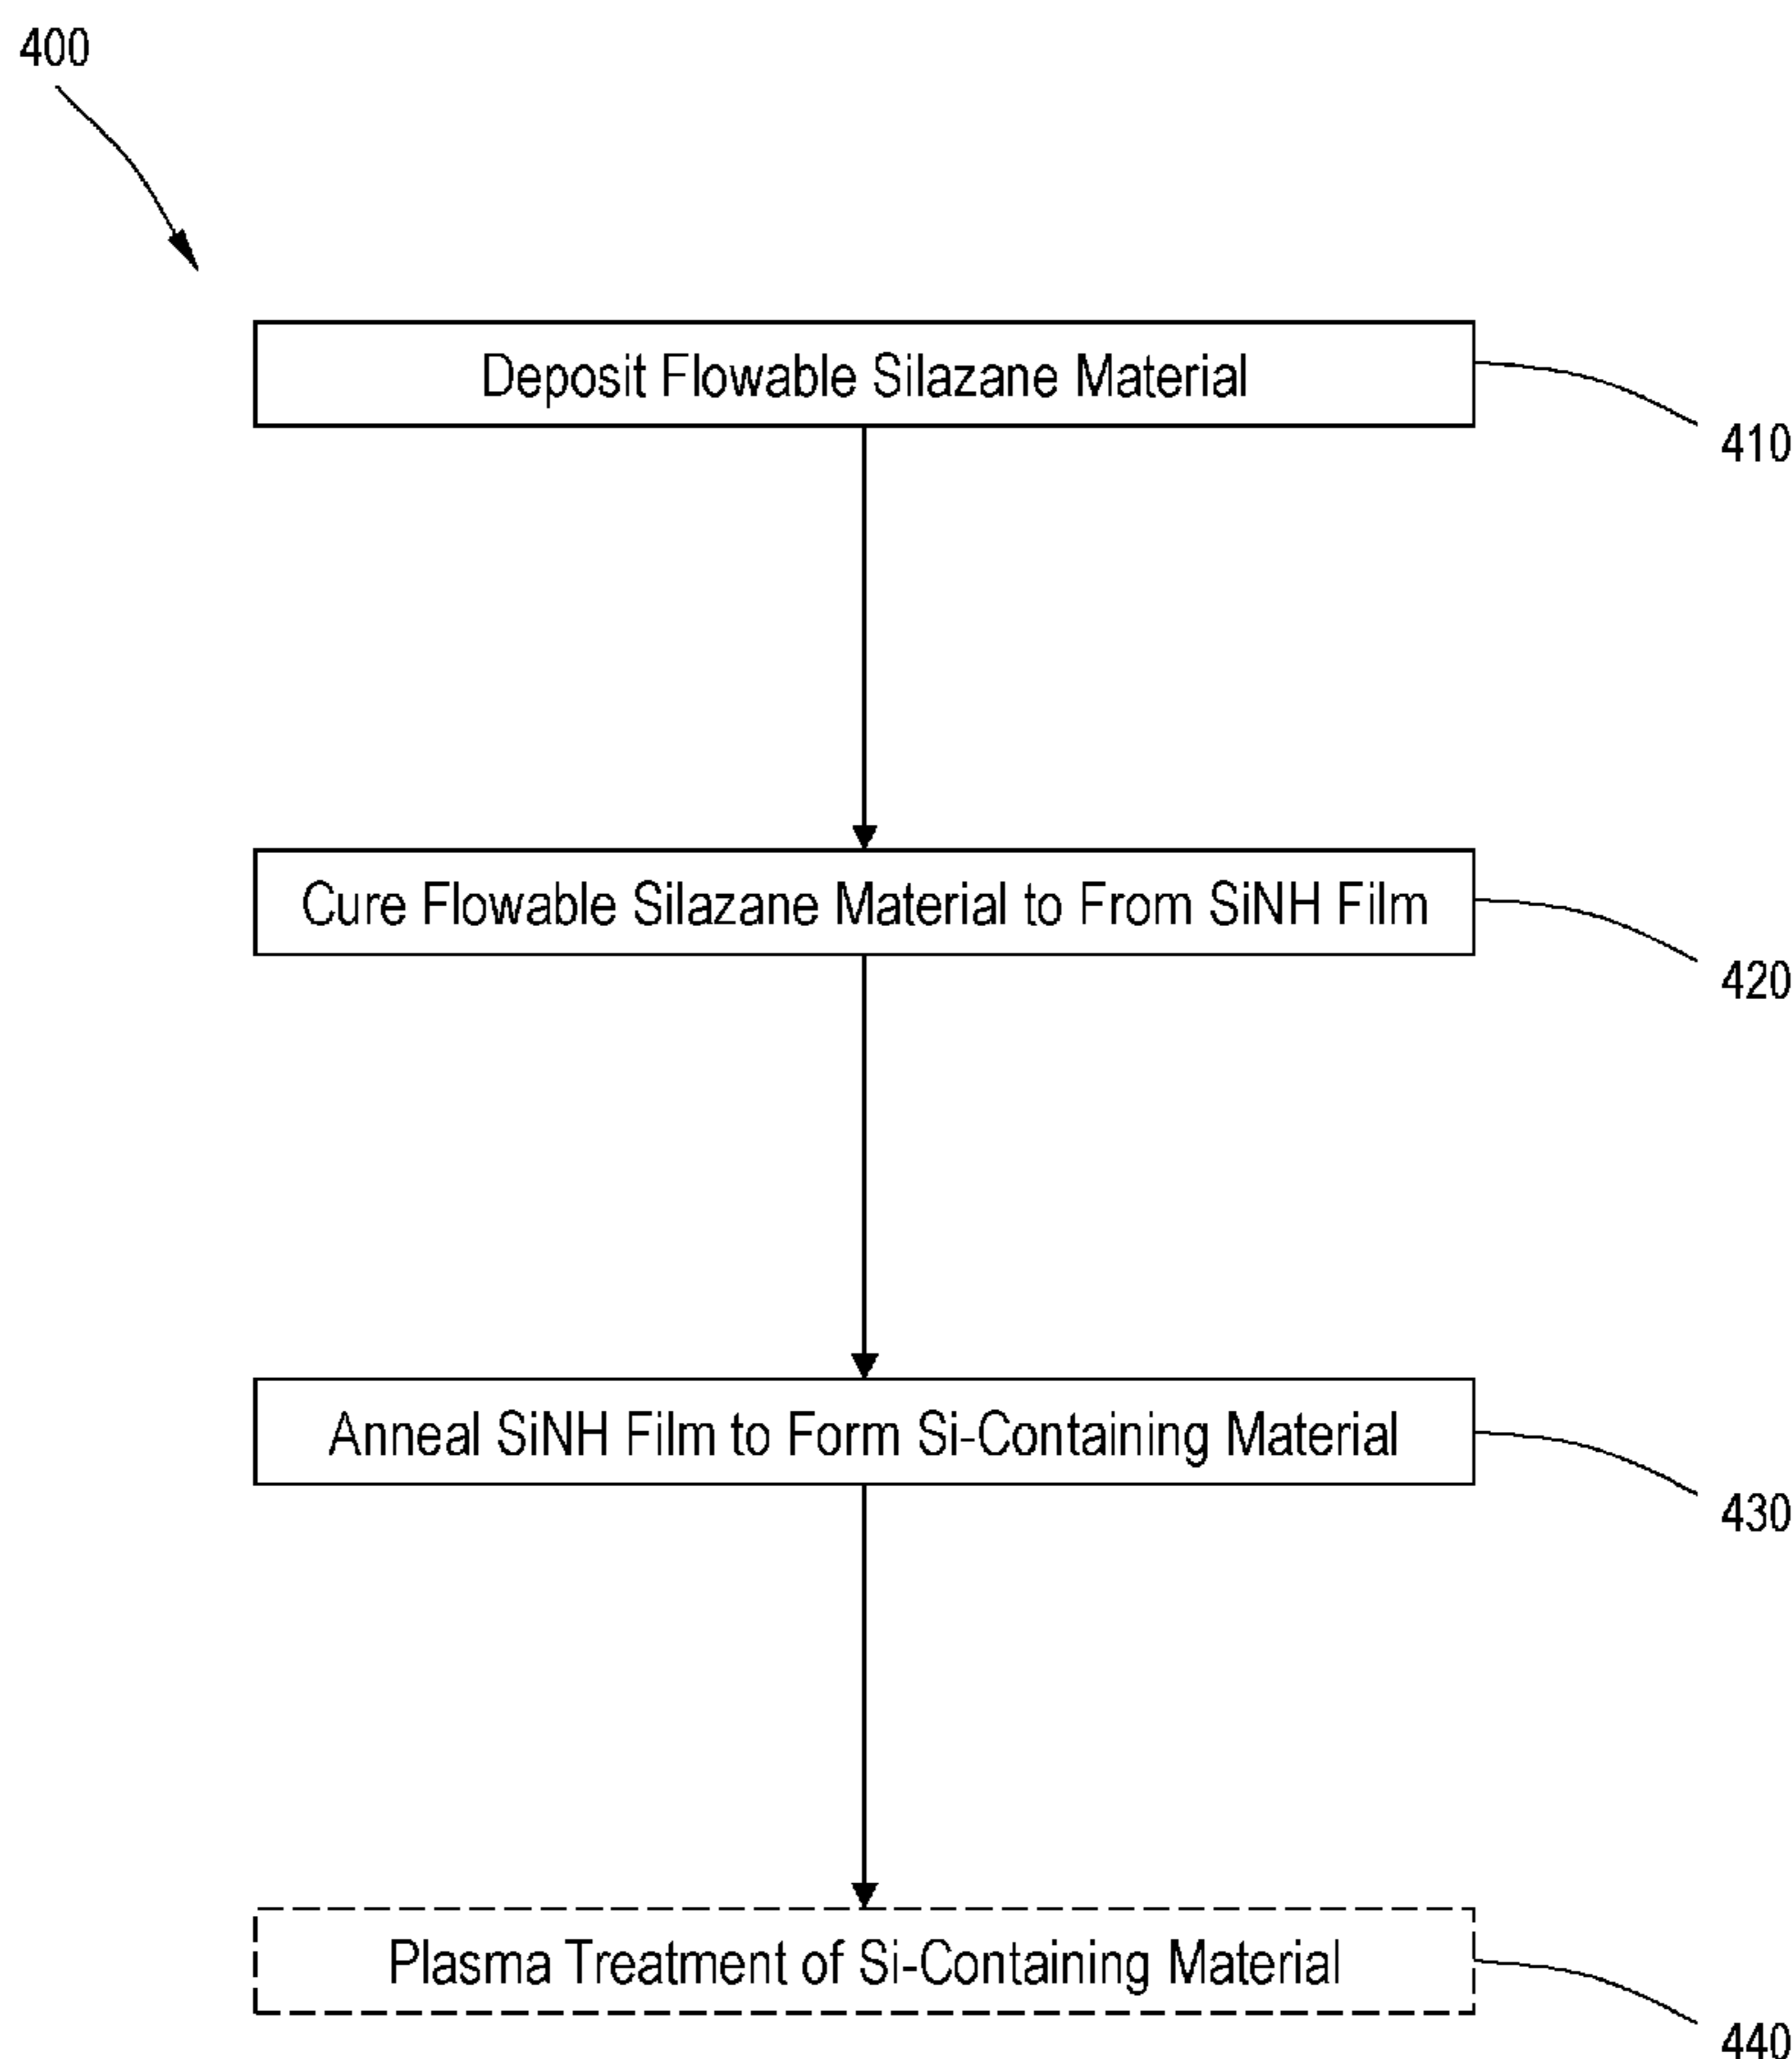 400
Deposit Flowable Silazane Material
410
Cure Flowable Silazane Material to From SiNH Film
420
Anneal SiNH Film to Form Si-Containing Material
430
Plasma Treatment of Si-Containing Material
440